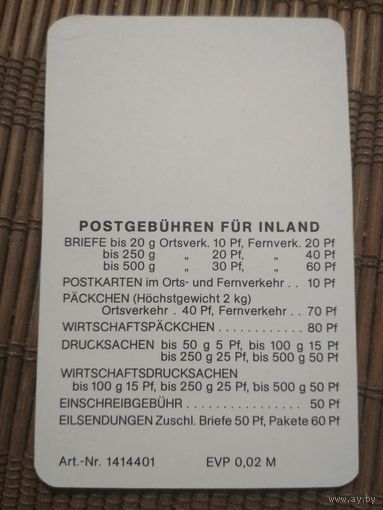 POSTGEBÜHREN FÜR INLAND
BRIEFE bis 20 g Ortsverk. 10 Pf, Fernverk. 20 Pf
bis 250 g „ 20 Pf, „ 40 Pf
bis 500 g „ 30 Pf, „ 60 Pf
POSTKARTEN im Orts- und Fernverkehr . . 10 Pf
PÄCKCHEN (Höchstgewicht 2 kg)
Ortsverkehr . 40 Pf, Fernverkehr . . 70 Pf
WIRTSCHAFTSPÄCKCHEN . . . . . . . . . . . . 80 Pf
DRUCKSACHEN bis 50 g 5 Pf, bis 100 g 15 Pf
bis 250 g 25 Pf, bis 500 g 50 Pf
WIRTSCHAFTSDRUCKSACHEN
bis 100 g 15 Pf, bis 250 g 25 Pf, bis 500 g 50 Pf
EINSCHREIBGEBÜHR . . . . . . . . . . . . . . . . 50 Pf
EILSENDUNGEN Zuschl. Briefe 50 Pf, Pakete 60 Pf
Art.-Nr. 1414401 EVP 0,02 M
www.ay.by